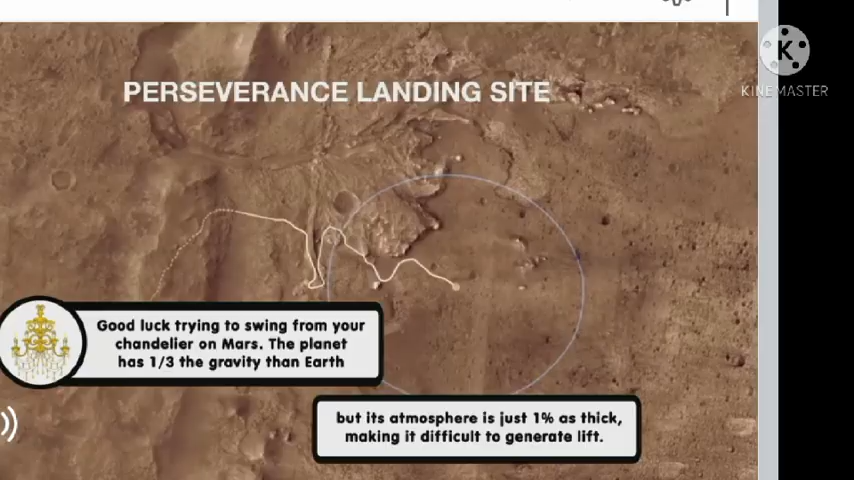 PERSEVERANCE LANDING SITE
K
KINEMASTER
Good luck trying to swing from your
chandelier on Mars. The planet
has 1/3 the gravity than Earth
but its atmosphere is just 1% as thick,
making it difficult to generate lift.